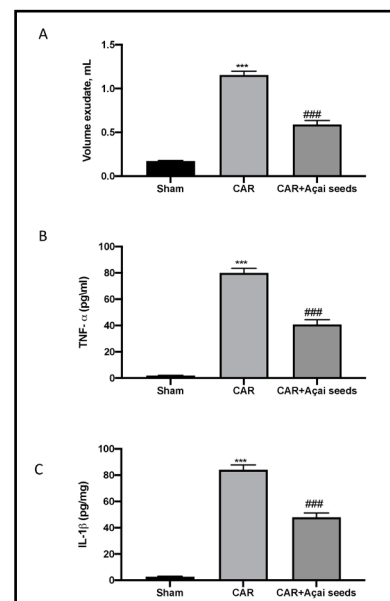 A
Volume exudate, mL
1.5
1.0
0.5
0.0
***
###
Sham CAR CAR+Açai seeds
B
TNF- α (pg\ml)
100
80
60
40
20
0
***
###
Sham CAR CAR+Açai seeds
C
IL-1β (pg/mg)
100
80
60
40
20
0
***
###
Sham CAR CAR+Açai seeds